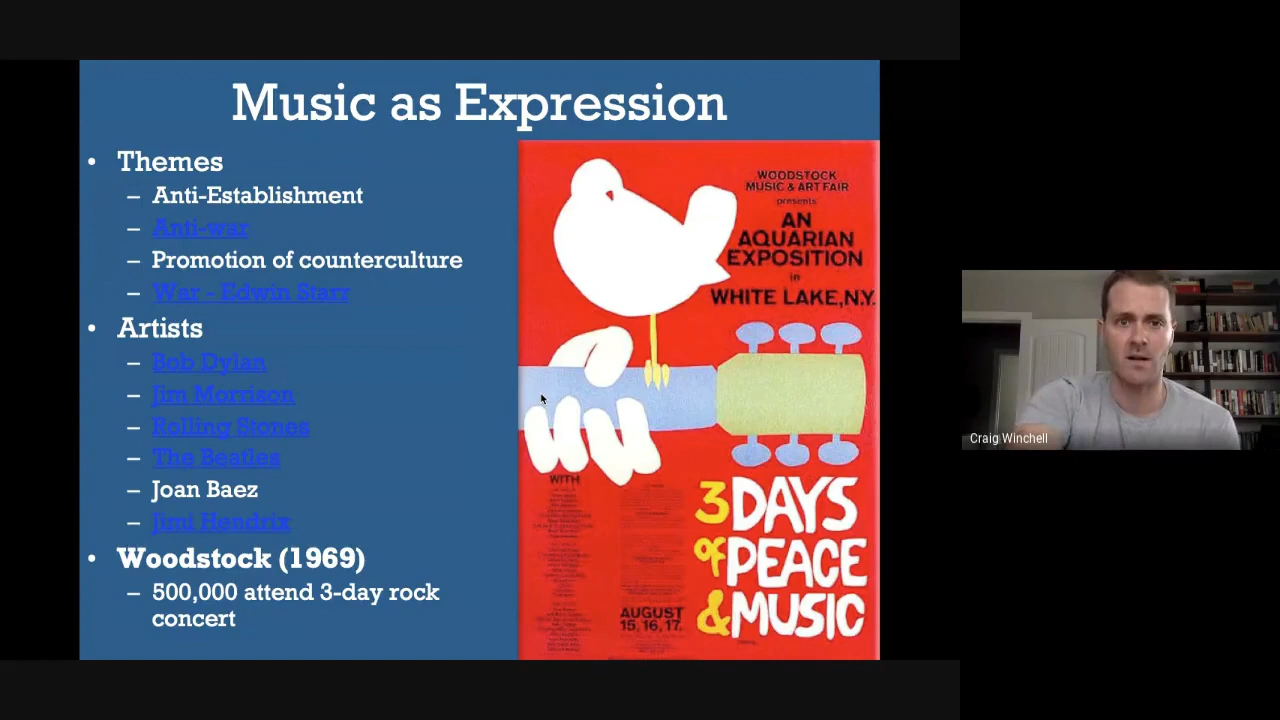 Music as Expression
• Themes
– Anti-Establishment
– Anti-war
– Promotion of counterculture
– War - Edwin Starr
• Artists
– Bob Dylan
– Jim Morrison
– Rolling Stones
– The Beatles
– Joan Baez
– Jimi Hendrix
• Woodstock (1969)
– 500,000 attend 3-day rock
concert
WOODSTOCK
MUSIC & ART FAIR
presents
AN
AQUARIAN
EXPOSITION
in
WHITE LAKE, N.Y.
WITH
3 DAYS
of PEACE
& MUSIC
AUGUST
15, 16, 17.
Craig Winchell